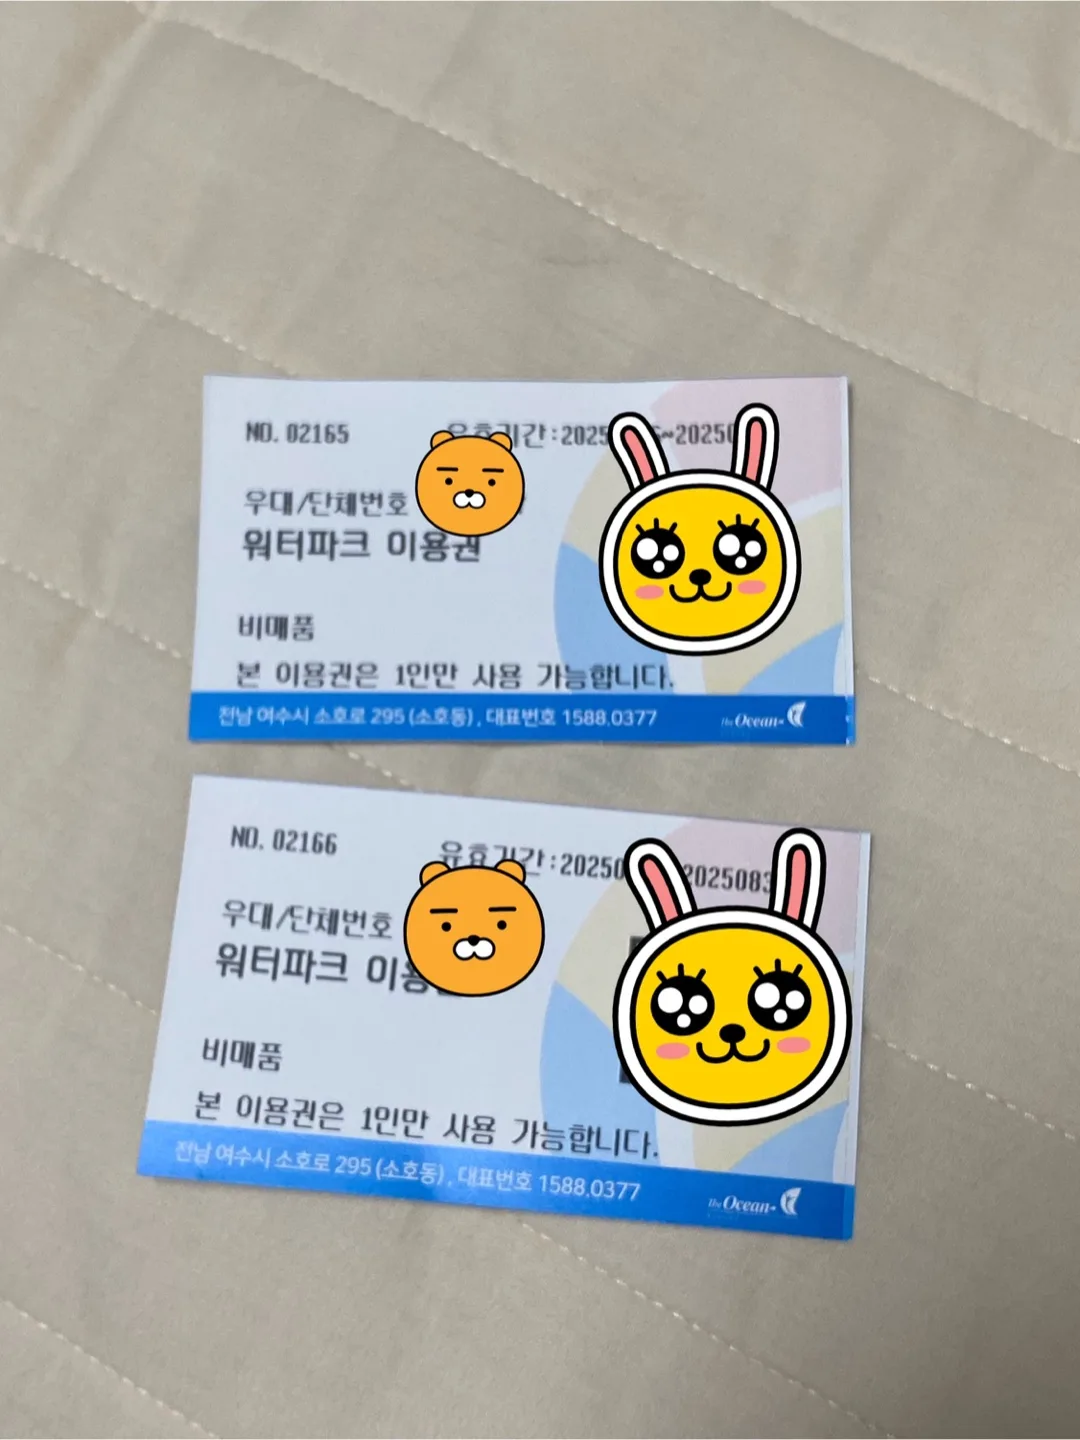 NO. 02165
유효기간:2025 ~20250
우대/단체번호
워터파크 이용권
비매품
본 이용권은 1인만 사용 가능합니다.
전남 여수시 소호로 295 (소호동) , 대표번호 1588.0377
The Ocean
NO. 02166
유효기간:20250 2025083
우대/단체번호
워터파크 이용
비매품
본 이용권은 1인만 사용 가능합니다.
전남 여수시 소호로 295 (소호동) , 대표번호 1588.0377
The Ocean